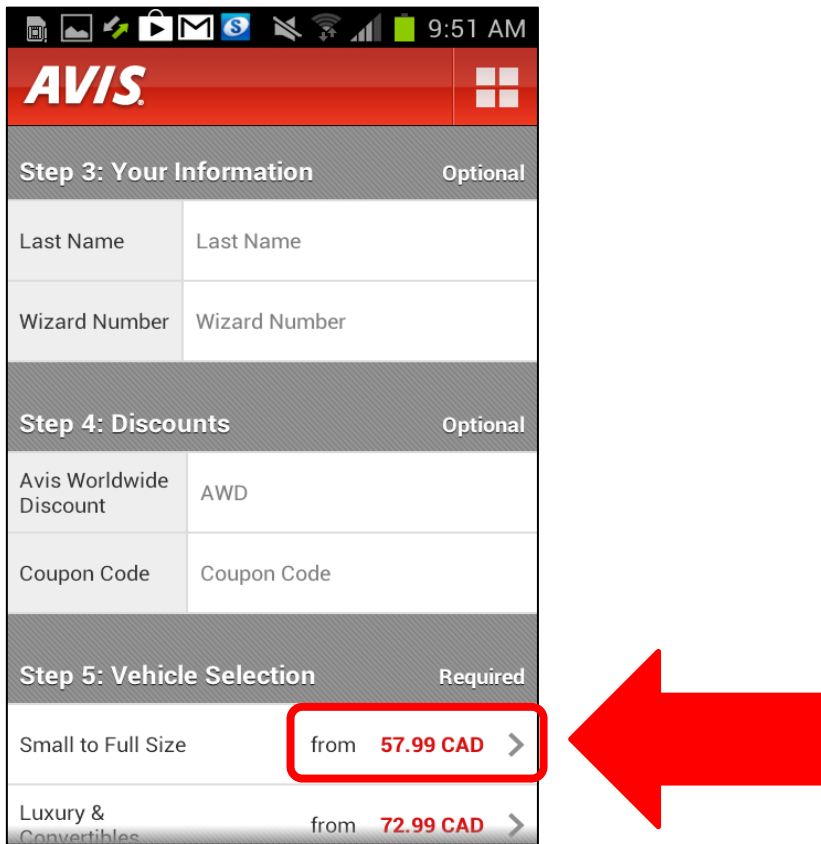 9:51 AM
AVIS
Step 3: Your Information Optional
Last Name Last Name
Wizard Number Wizard Number
Step 4: Discounts Optional
Avis Worldwide
Discount AWD
Coupon Code Coupon Code
Step 5: Vehicle Selection Required
Small to Full Size from 57.99 CAD
Luxury &
Convertibles from 72.99 CAD